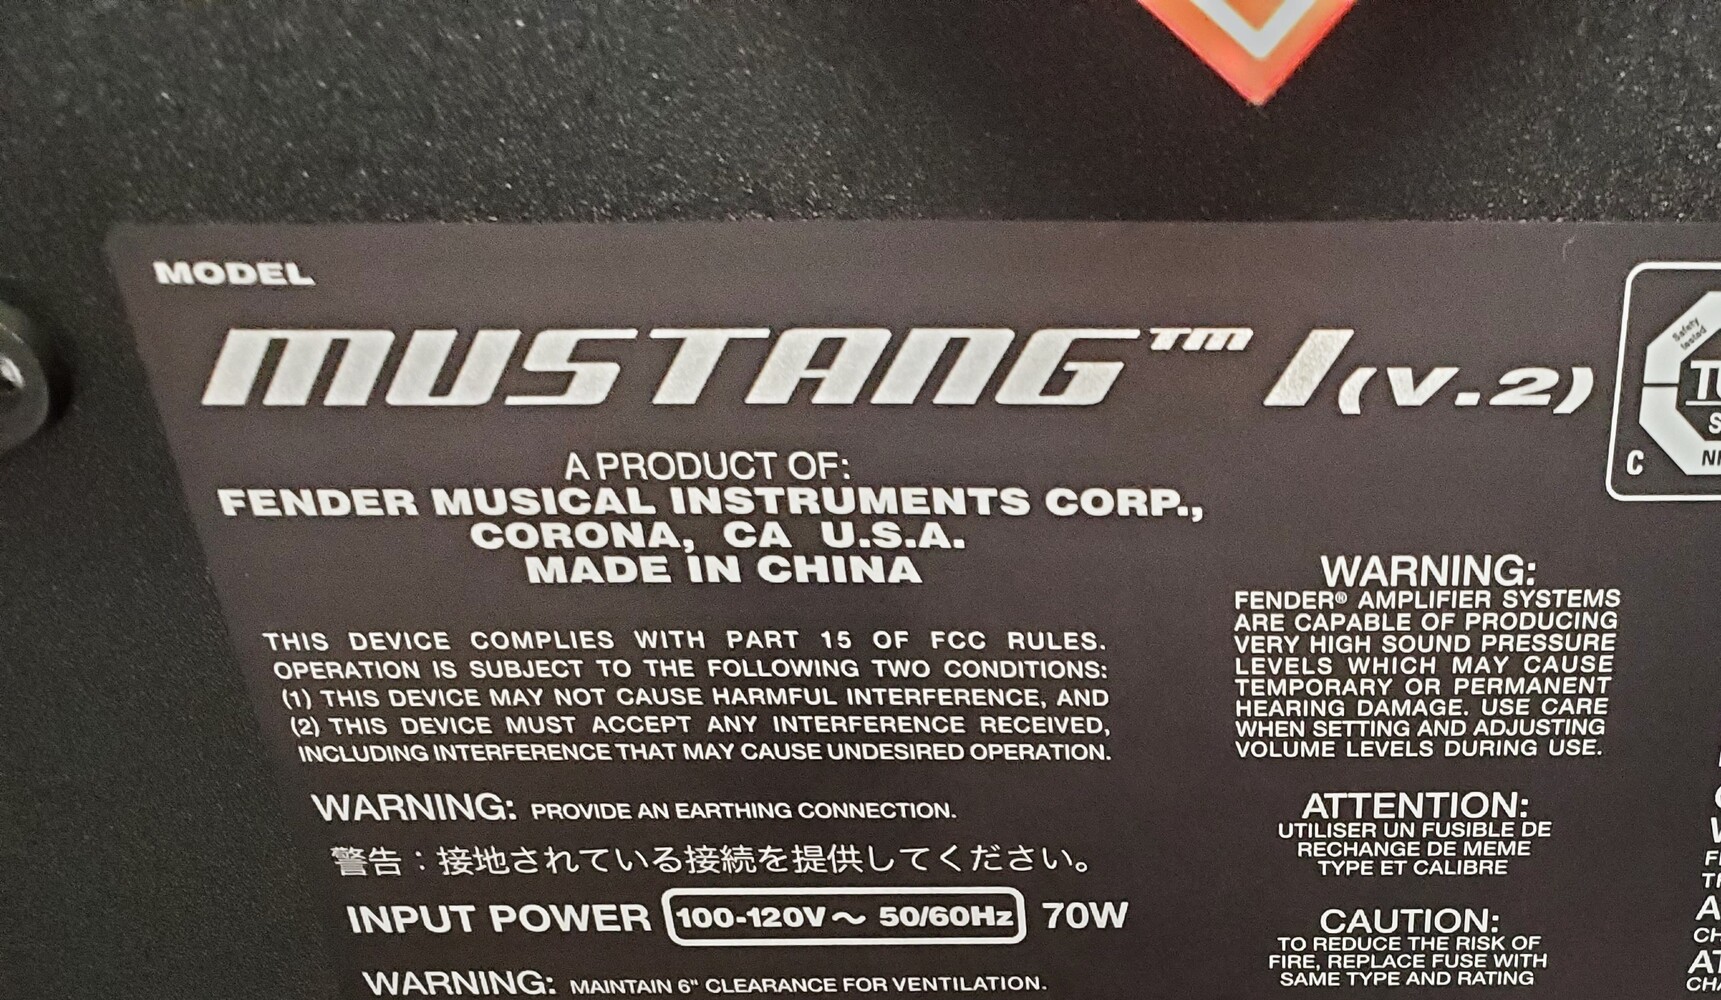 MODEL
MUSTANG™ I (V.2)
A PRODUCT OF:
FENDER MUSICAL INSTRUMENTS CORP.,
CORONA, CA U.S.A.
MADE IN CHINA
THIS DEVICE COMPLIES WITH PART 15 OF FCC RULES.
OPERATION IS SUBJECT TO THE FOLLOWING TWO CONDITIONS:
(1) THIS DEVICE MAY NOT CAUSE HARMFUL INTERFERENCE, AND
(2) THIS DEVICE MUST ACCEPT ANY INTERFERENCE RECEIVED,
INCLUDING INTERFERENCE THAT MAY CAUSE UNDESIRED OPERATION.
WARNING: PROVIDE AN EARTHING CONNECTION.
警告：接地されている接続を提供してください。
INPUT POWER 100-120V～ 50/60Hz 70W
WARNING: MAINTAIN 6" CLEARANCE FOR VENTILATION.
WARNING:
FENDER® AMPLIFIER SYSTEMS
ARE CAPABLE OF PRODUCING
VERY HIGH SOUND PRESSURE
LEVELS WHICH MAY CAUSE
TEMPORARY OR PERMANENT
HEARING DAMAGE. USE CARE
WHEN SETTING AND ADJUSTING
VOLUME LEVELS DURING USE.
ATTENTION:
UTILISER UN FUSIBLE DE
RECHANGE DE MEME
TYPE ET CALIBRE
CAUTION:
TO REDUCE THE RISK OF
FIRE, REPLACE FUSE WITH
SAME TYPE AND RATING
Safety
tested
C